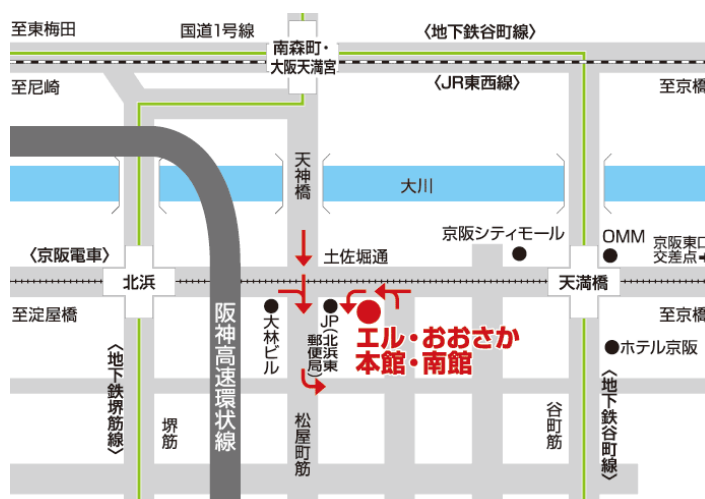 至東梅田
国道1号線
〈地下鉄谷町線〉
南森町・
大阪天満宮
至尼崎
〈JR東西線〉
至京橋
天神橋
大川
〈京阪電車〉
北浜
土佐堀通
京阪シティモール
OMM
京阪東口
交差点
天満橋
至淀屋橋
阪神高速環状線
大林ビル
JP(北浜東
郵便局)
エル・おおさか
本館・南館
至京橋
ホテル京阪
〈地下鉄堺筋線〉
堺筋
松屋町筋
谷町筋
〈地下鉄谷町線〉